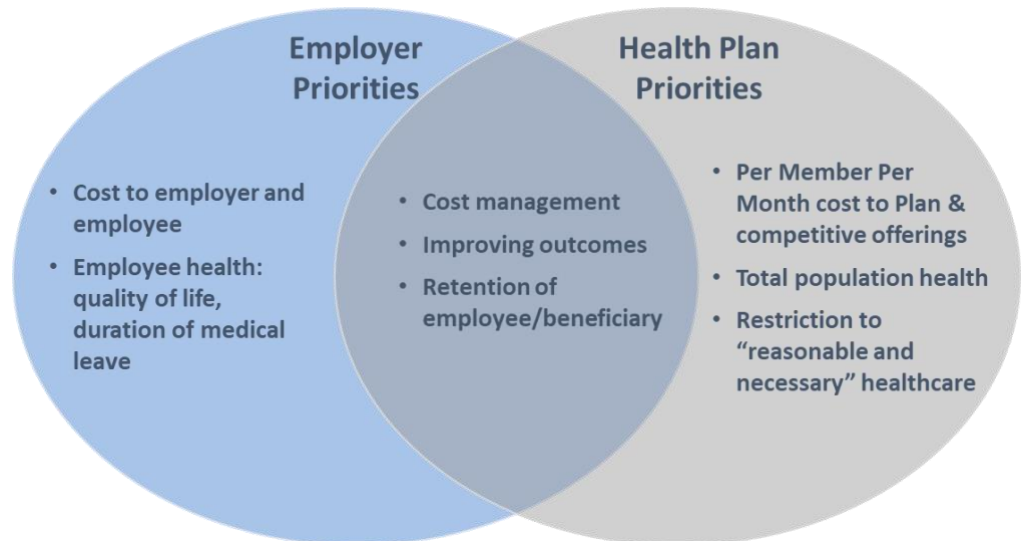 Employer
Priorities
• Cost to employer and
employee
• Employee health:
quality of life,
duration of medical
leave
• Cost management
• Improving outcomes
• Retention of
employee/beneficiary
Health Plan
Priorities
• Per Member Per
Month cost to Plan &
competitive offerings
• Total population health
• Restriction to
“reasonable and
necessary” healthcare